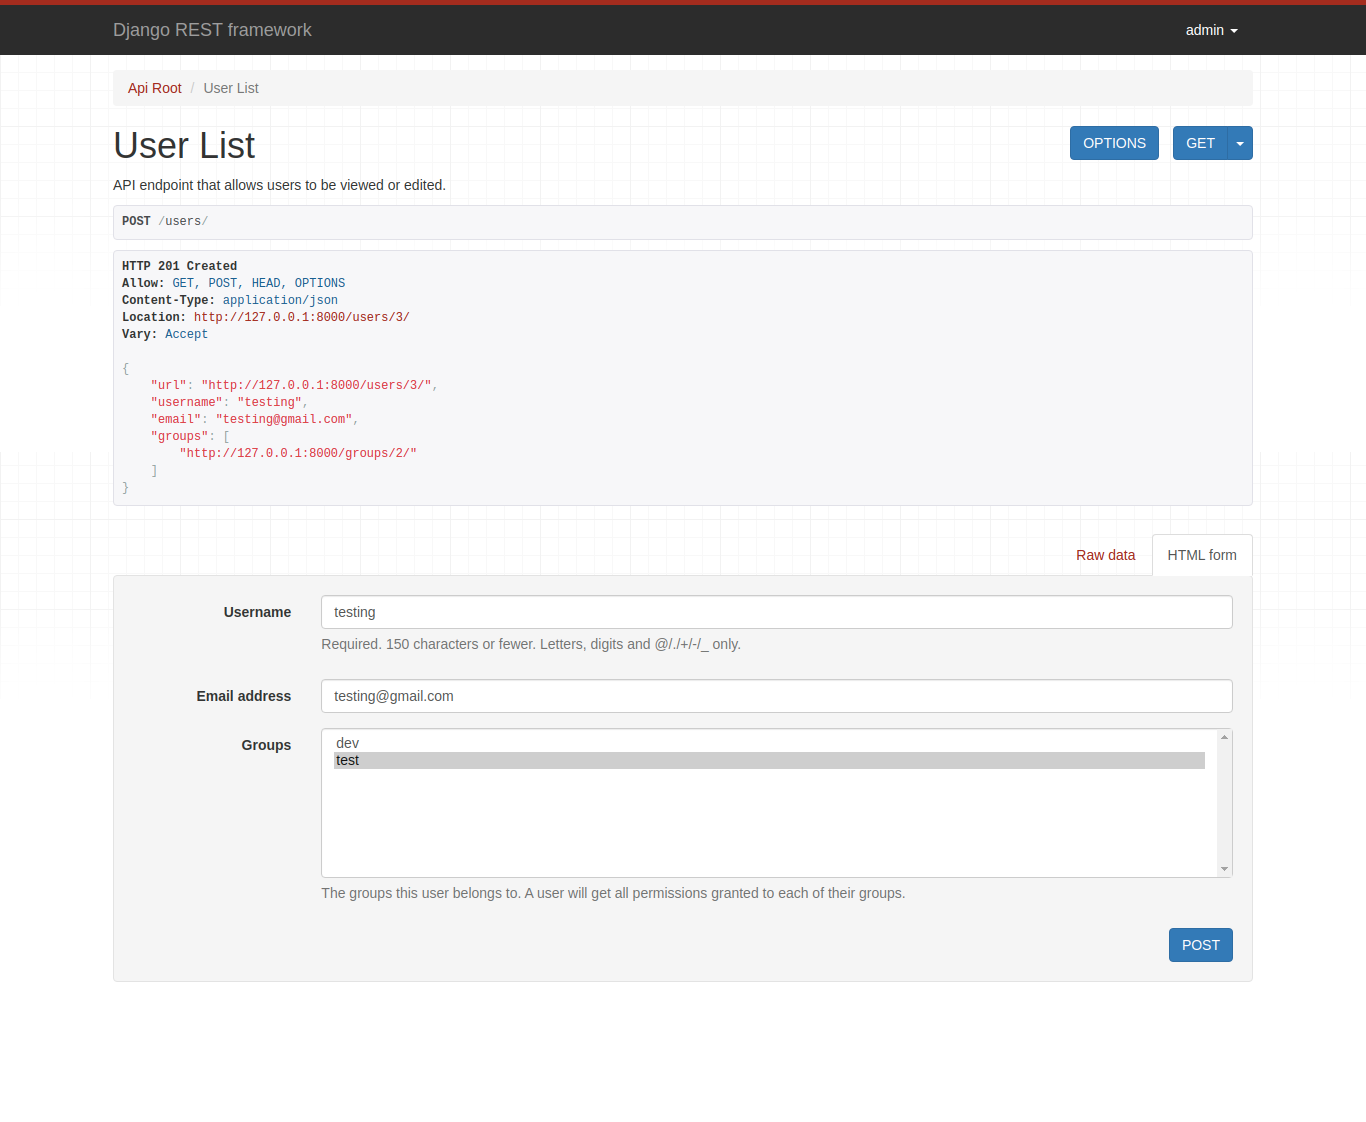 Django REST framework
admin
Api Root / User List
User List
OPTIONS
GET
API endpoint that allows users to be viewed or edited.
POST /users/
HTTP 201 Created
Allow: GET, POST, HEAD, OPTIONS
Content-Type: application/json
Location: http://127.0.0.1:8000/users/3/
Vary: Accept
{
    "url": "http://127.0.0.1:8000/users/3/",
    "username": "testing",
    "email": "testing@gmail.com",
    "groups": [
        "http://127.0.0.1:8000/groups/2/"
    ]
}
Raw data
HTML form
Username
testing
Required. 150 characters or fewer. Letters, digits and @/./+/-/_ only.
Email address
testing@gmail.com
Groups
dev
test
The groups this user belongs to. A user will get all permissions granted to each of their groups.
POST